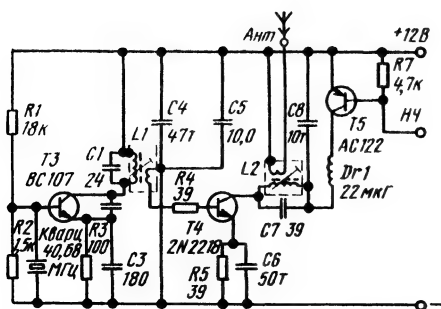 Ант
+12В
R7
4,7к
НЧ
R1
18к
C4
47т
C5
10,0
C8
10т
T5
AC122
L1
C1
24
T3
BC107
R4
39
L2
Dr1
22мкГ
T4
2N2218
C7 39
R2
1,5к
Кварц
40,68
МГц
R3
100
C3
180
R5
39
C6
50т